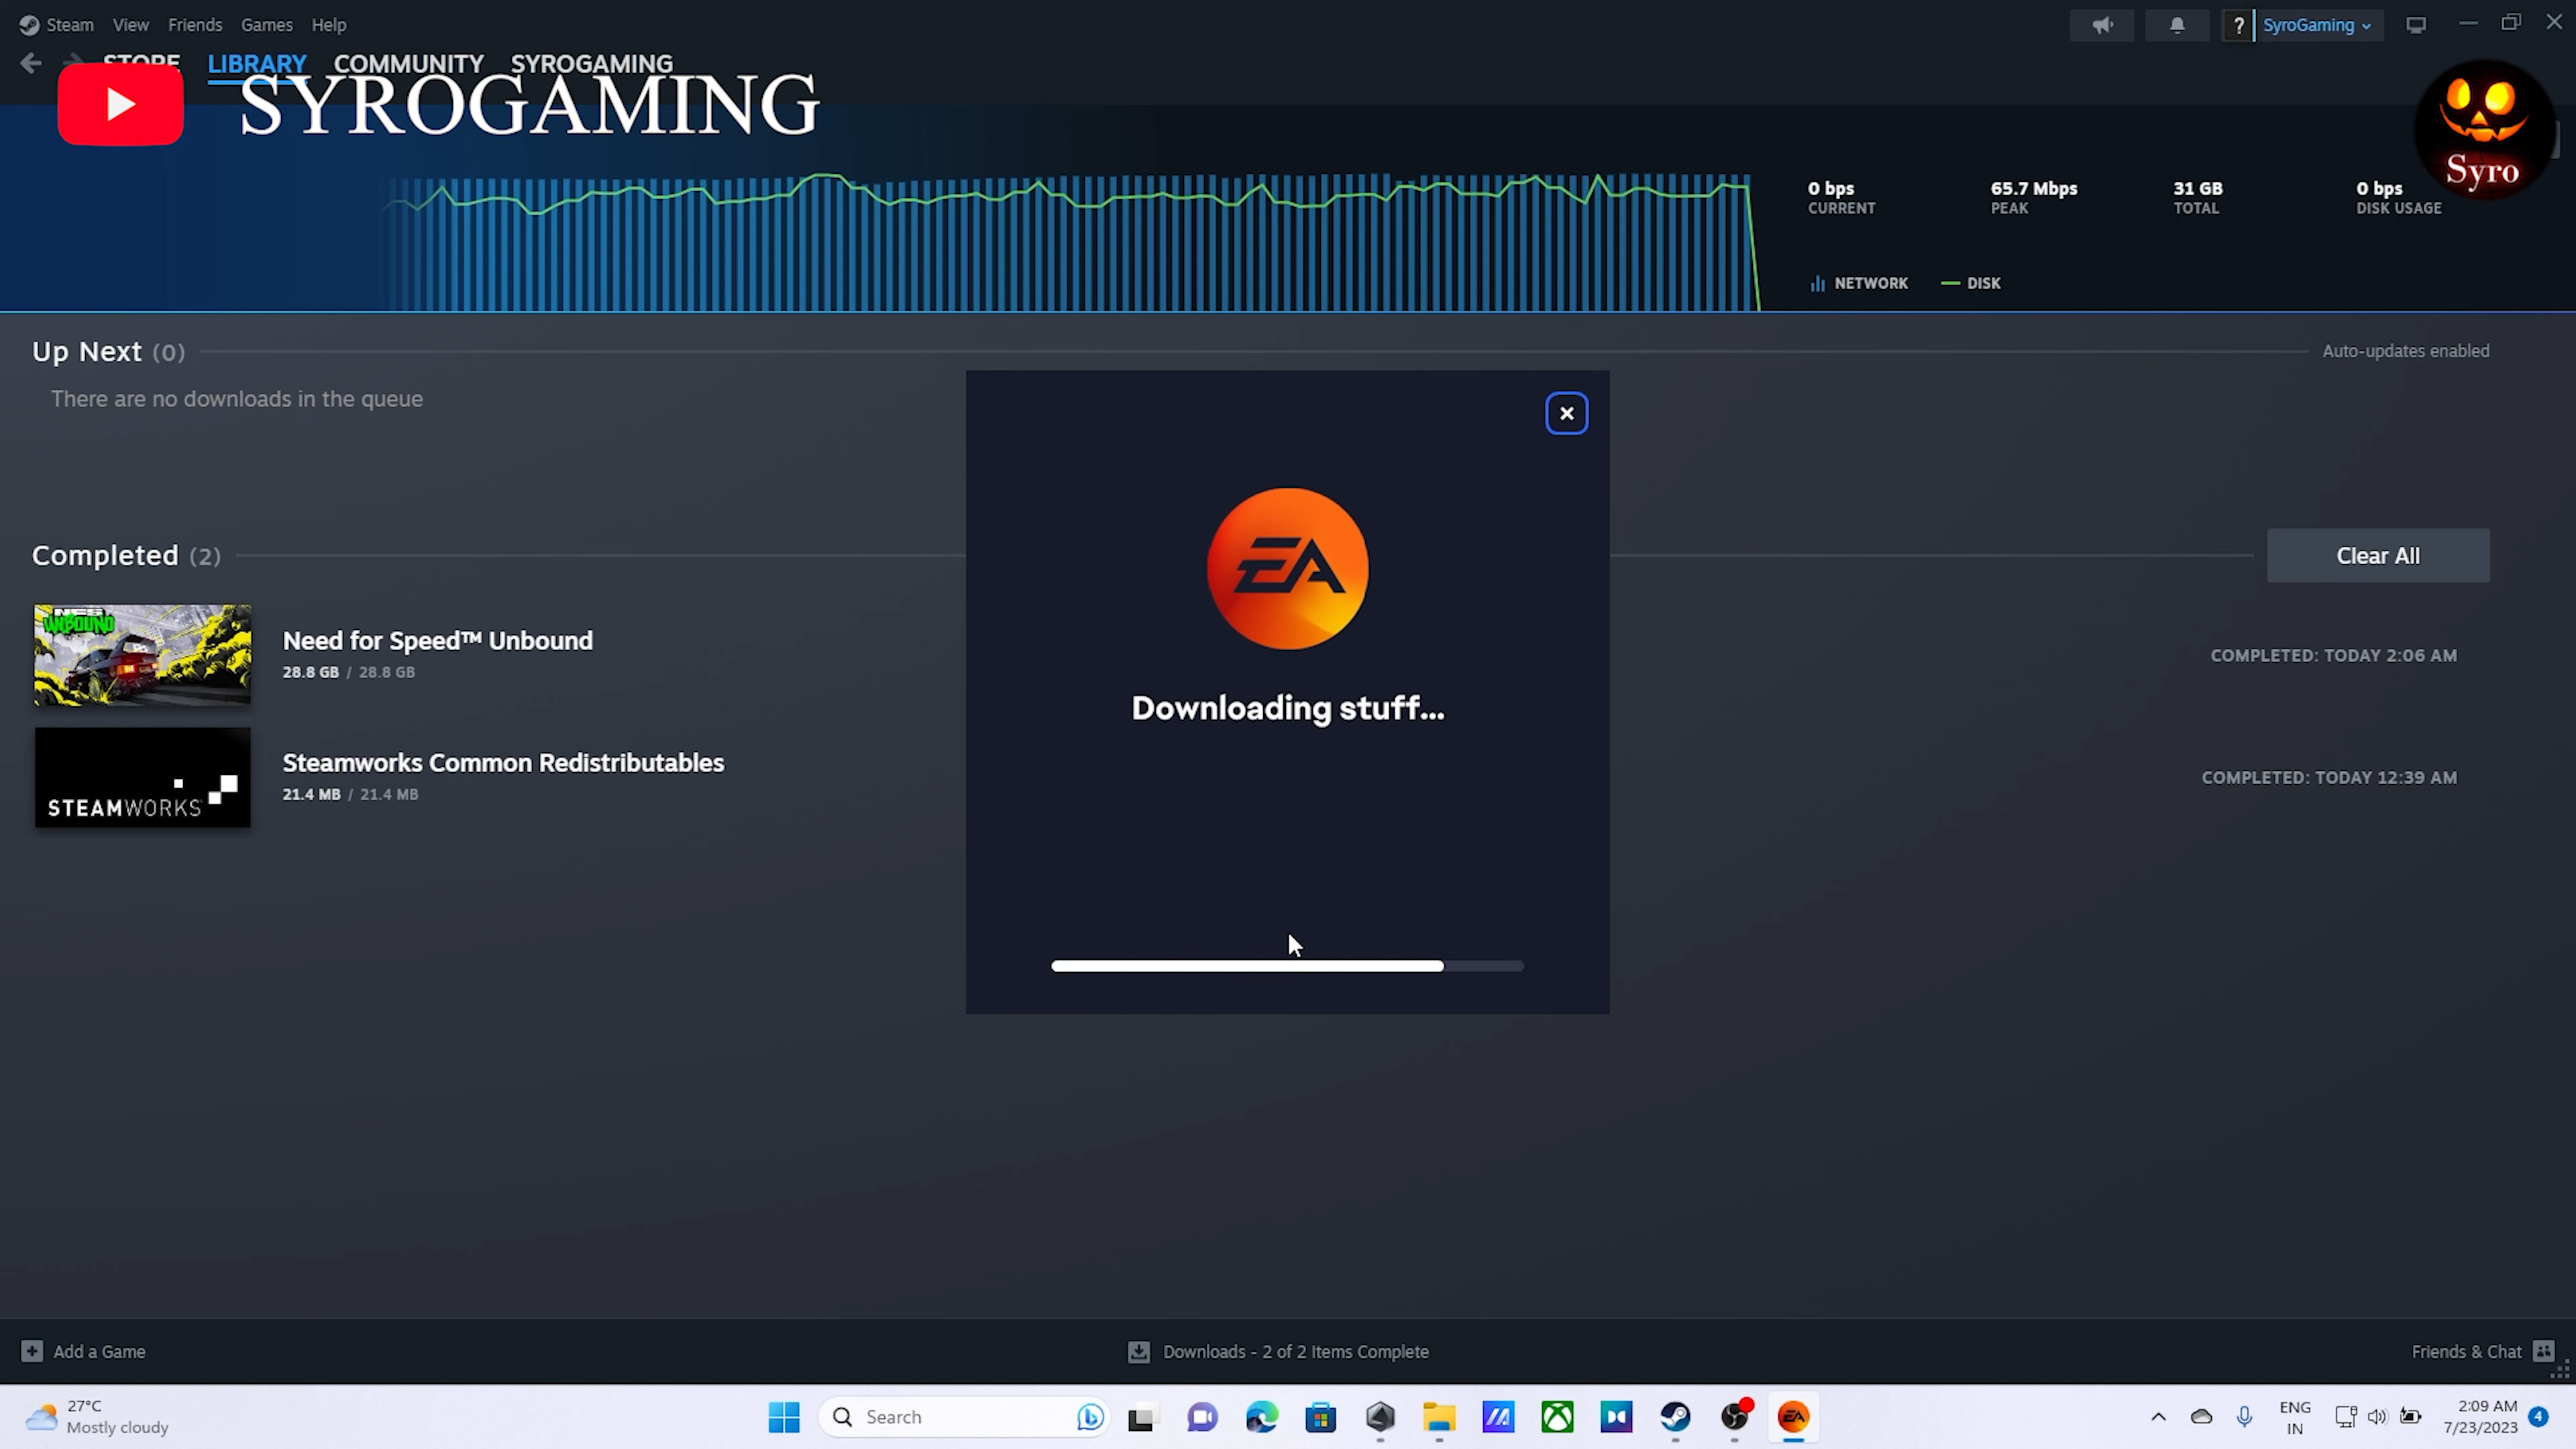 Steam View Friends Games Help
? SyroGaming
STORE LIBRARY COMMUNITY SYROGAMING
SYROGAMING
Syro
0 bps 65.7 Mbps 31 GB 0 bps
CURRENT PEAK TOTAL DISK USAGE
NETWORK DISK
Up Next (0)
Auto-updates enabled
There are no downloads in the queue
Completed (2)
Clear All
EA
Downloading stuff...
UNBOUND
Need for Speed™ Unbound
28.8 GB / 28.8 GB
COMPLETED: TODAY 2:06 AM
STEAMWORKS
Steamworks Common Redistributables
21.4 MB / 21.4 MB
COMPLETED: TODAY 12:39 AM
Add a Game
Downloads - 2 of 2 Items Complete
Friends & Chat
27°C
Mostly cloudy
Search
EA
ENG
IN
2:09 AM
7/23/2023
4